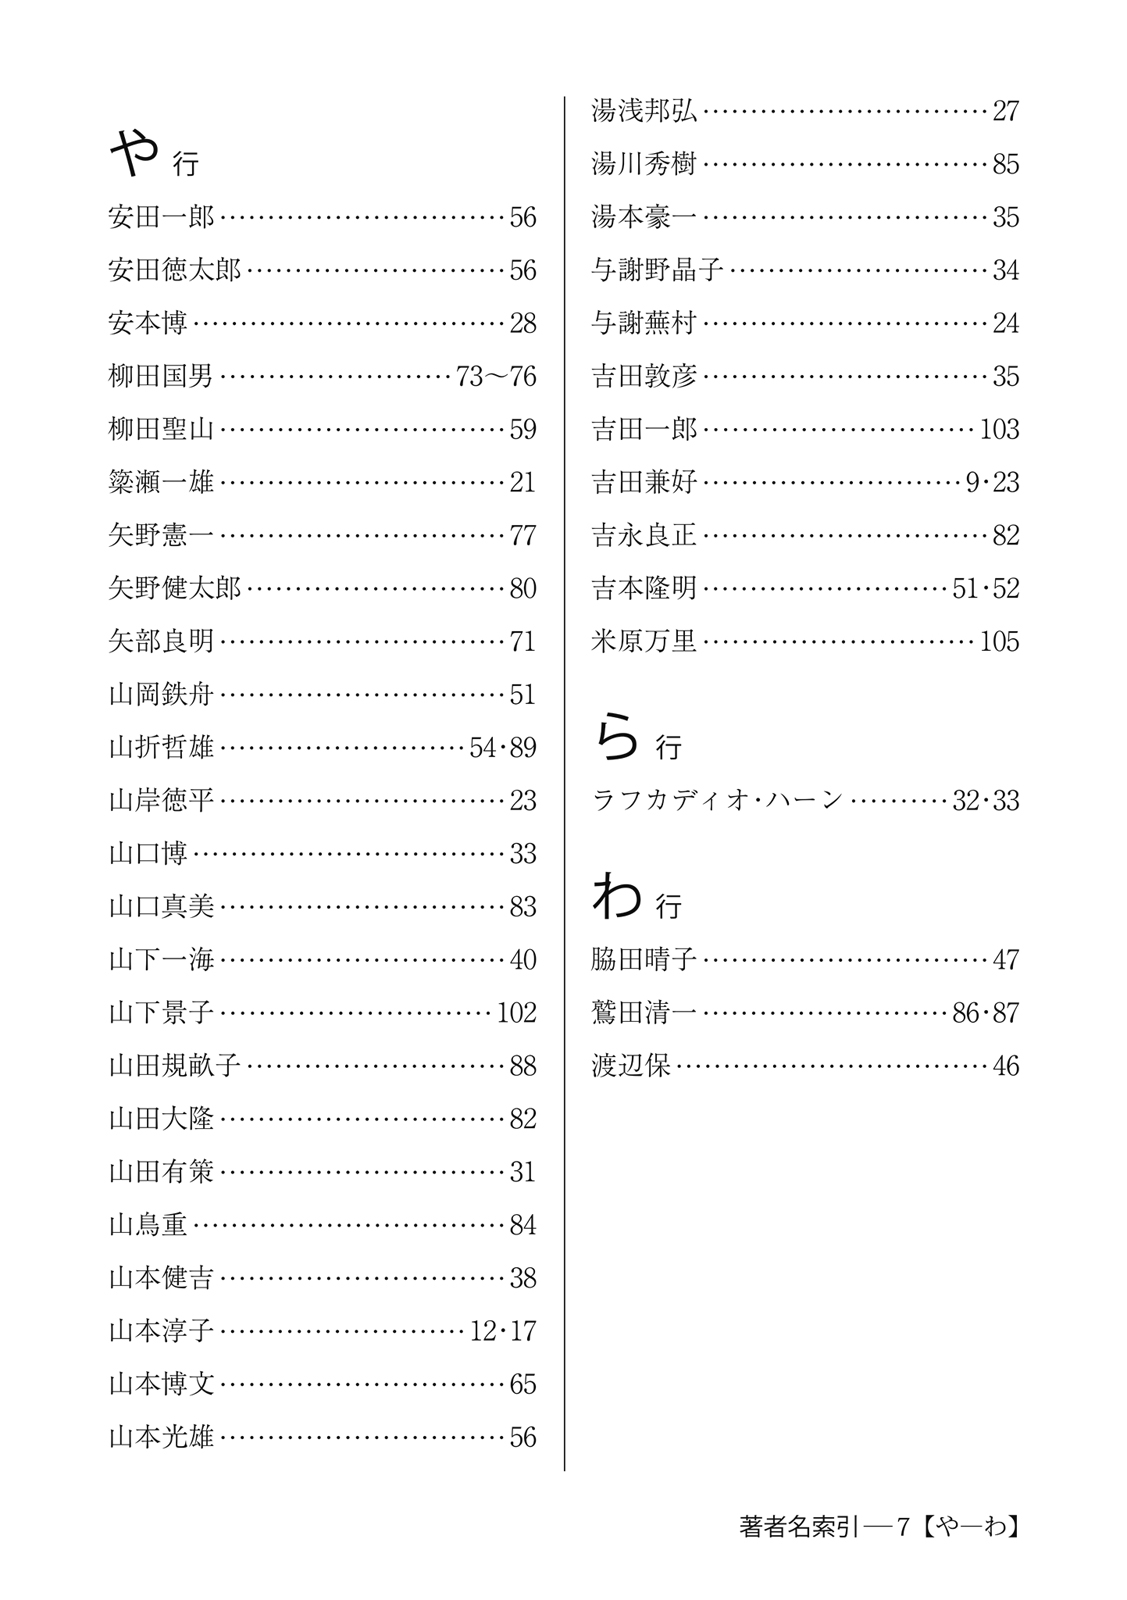 や 行
安田一郎……………………………56
安田徳太郎…………………………56
安本博………………………………28
柳田国男………………………73〜76
柳田聖山……………………………59
簗瀬一雄……………………………21
矢野憲一……………………………77
矢野健太郎…………………………80
矢部良明……………………………71
山岡鉄舟……………………………51
山折哲雄………………………54・89
山岸徳平……………………………23
山口博………………………………33
山口真美……………………………83
山下一海……………………………40
山下景子…………………………102
山田規畝子…………………………88
山田大隆……………………………82
山田有策……………………………31
山鳥重………………………………84
山本健吉……………………………38
山本淳子………………………12・17
山本博文……………………………65
山本光雄……………………………56
湯浅邦弘……………………………27
湯川秀樹……………………………85
湯本豪一……………………………35
与謝野晶子…………………………34
与謝蕪村……………………………24
吉田敦彦……………………………35
吉田一郎…………………………103
吉田兼好…………………………9・23
吉永良正……………………………82
吉本隆明………………………51・52
米原万里…………………………105
ら 行
ラフカディオ・ハーン…………32・33
わ 行
脇田晴子……………………………47
鷲田清一………………………86・87
渡辺保………………………………46
著者名索引―7【や―わ】